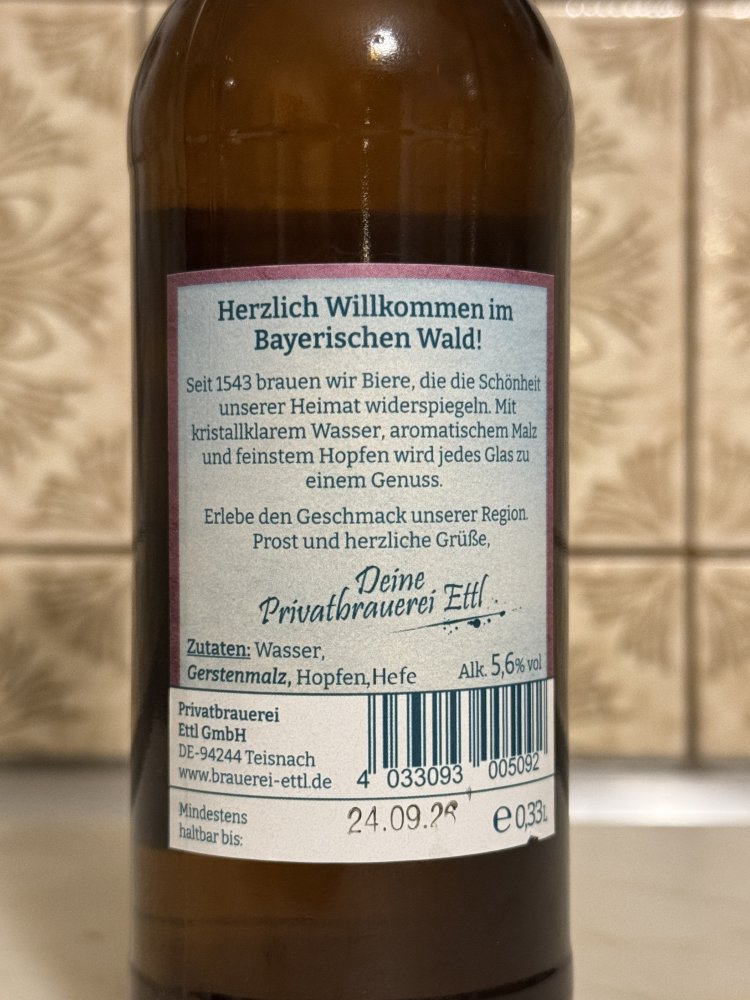 Herzlich Willkommen im
Bayerischen Wald!
Seit 1543 brauen wir Biere, die die Schönheit
unserer Heimat widerspiegeln. Mit
kristallklarem Wasser, aromatischem Malz
und feinstem Hopfen wird jedes Glas zu
einem Genuss.
Erlebe den Geschmack unserer Region.
Prost und herzliche Grüße,
Deine
Privatbrauerei Ettl
Zutaten: Wasser,
Gerstenmalz, Hopfen, Hefe
Alk. 5,6% vol
Privatbrauerei
Ettl GmbH
DE-94244 Teisnach
www.brauerei-ettl.de
4 033093 005092
Mindestens
haltbar bis:
24.09.26
e 0,33L